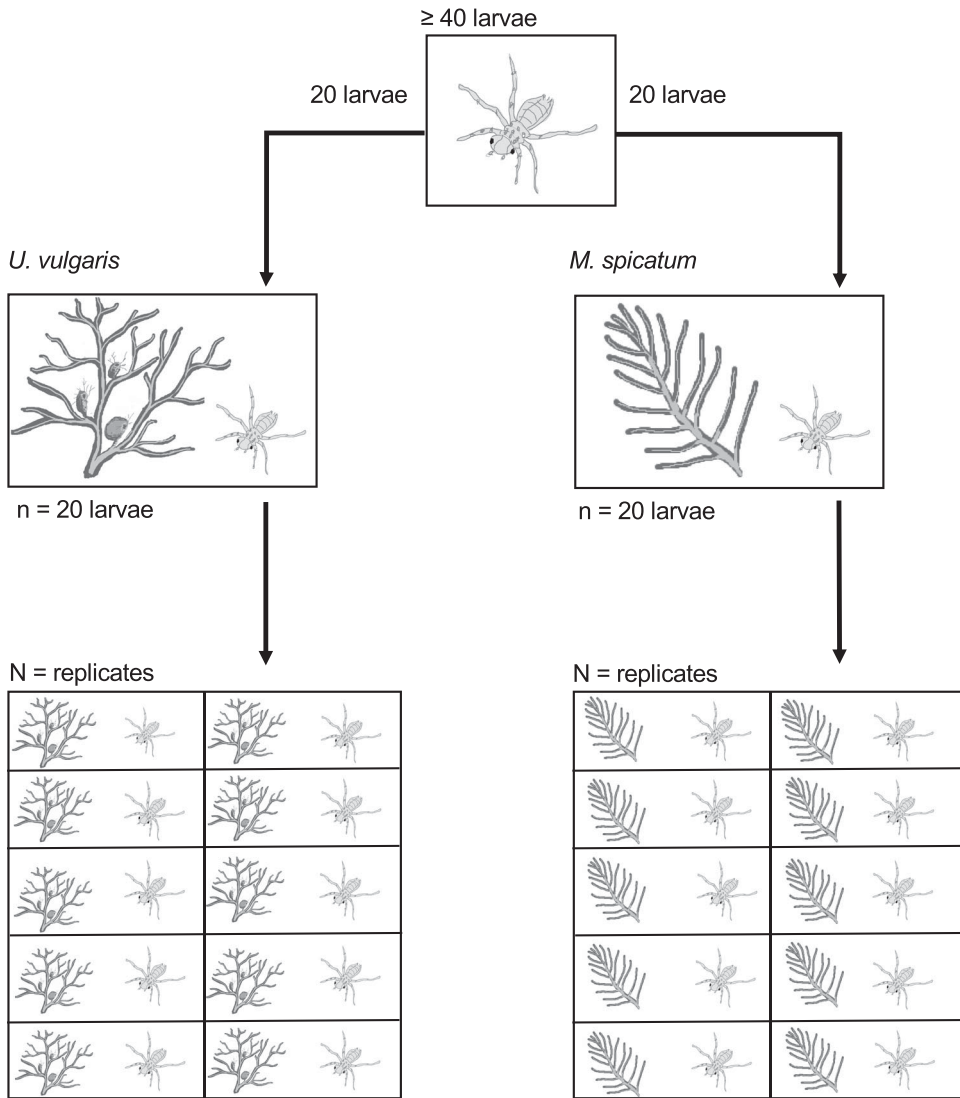 ≥ 40 larvae
20 larvae
20 larvae
U. vulgaris
M. spicatum
n = 20 larvae
n = 20 larvae
N = replicates
N = replicates